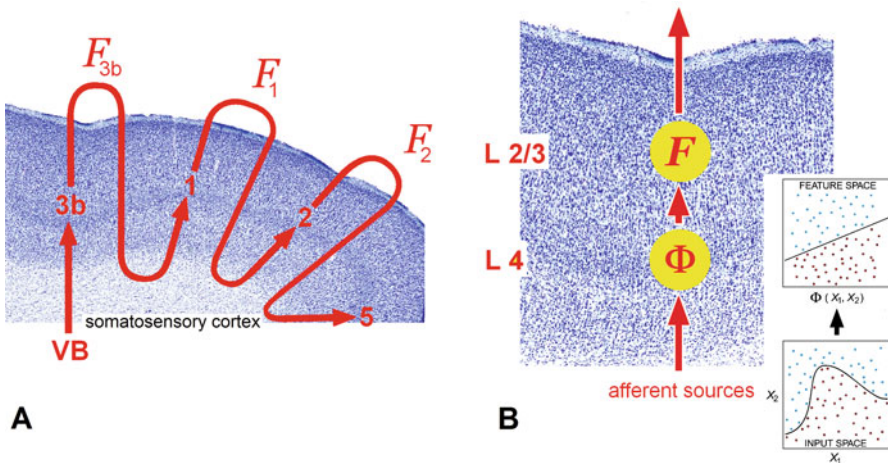 F3b
F1
F2
3b
1
2
5
VB
somatosensory cortex
A
L 2/3
F
L 4
Φ
afferent sources
B
FEATURE SPACE
Φ ( X1, X2 )
X2
INPUT SPACE
X1